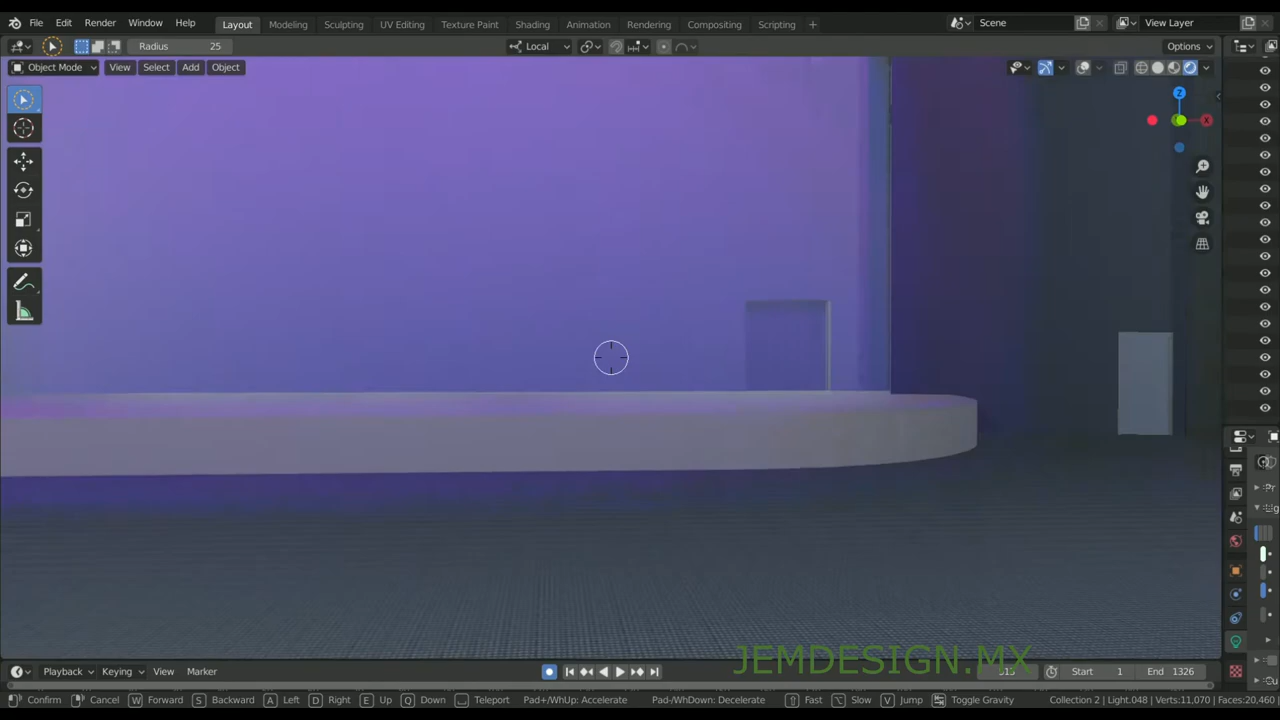 File Edit Render Window Help Layout Modeling Sculpting UV Editing Texture Paint Shading Animation Rendering Compositing Scripting + Scene View Layer
Radius 25 Local Options
Object Mode View Select Add Object
Z
X
JEMDESIGN.MX
Playback Keying View Marker Start 1 End 1326
Confirm Cancel W Forward S Backward A Left D Right E Up Q Down Teleport Pad+/WhUp: Accelerate Pad-/WhDown: Decelerate Fast Slow V Jump Toggle Gravity Collection 2 | Light.048 | Verts:11,070 | Faces:20,460